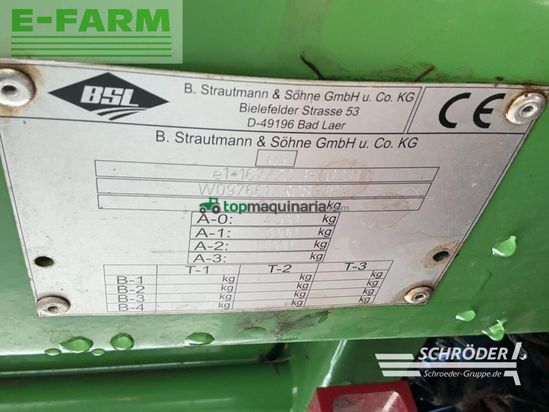 E-FARM
BSL
B. Strautmann & Söhne GmbH u. Co. KG
Bielefelder Strasse 53
D-49196 Bad Laer
CE
B. Strautmann & Söhne GmbH u. Co. KG
kg
topmaquinaria.com
A-0: kg
A-1: kg
A-2: kg
A-3: kg
T-1 T-2 T-3
B-1 kg kg kg
B-2 kg kg kg
B-3 kg kg kg
B-4 kg kg kg
SCHRÖDER
Schroeder-Gruppe.de